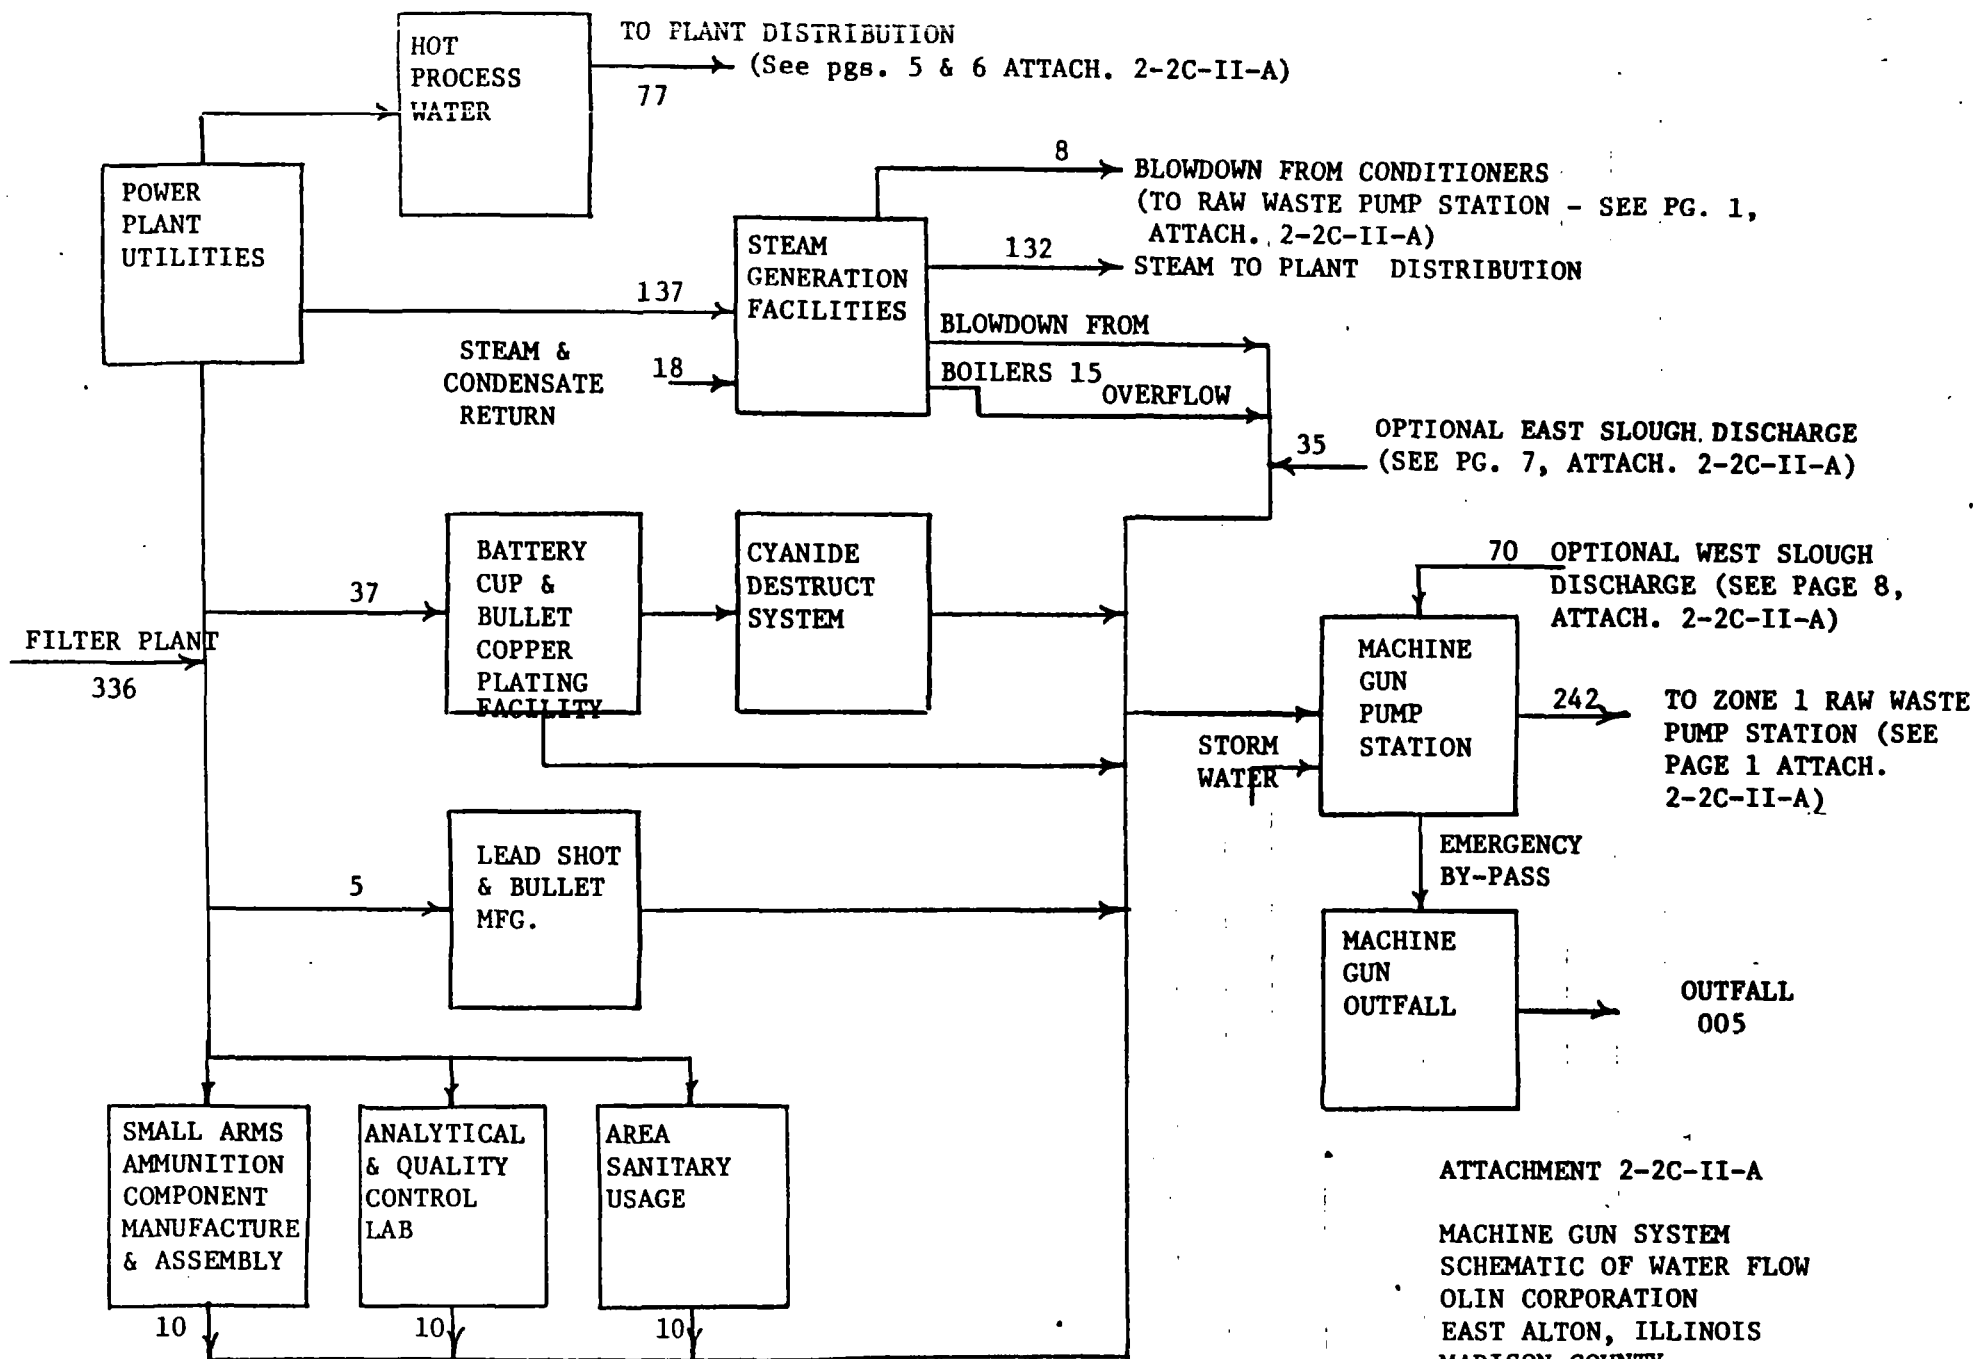 HOT
PROCESS
WATER
TO PLANT DISTRIBUTION
(See pgs. 5 & 6 ATTACH. 2-2C-II-A)
77
POWER
PLANT
UTILITIES
8
BLOWDOWN FROM CONDITIONERS
(TO RAW WASTE PUMP STATION - SEE PG. 1,
ATTACH. 2-2C-II-A)
STEAM
GENERATION
FACILITIES
132
STEAM TO PLANT DISTRIBUTION
137
BLOWDOWN FROM
BOILERS 15
OVERFLOW
STEAM &
CONDENSATE
RETURN
18
35
OPTIONAL EAST SLOUGH DISCHARGE
(SEE PG. 7, ATTACH. 2-2C-II-A)
70
OPTIONAL WEST SLOUGH
DISCHARGE (SEE PAGE 8,
ATTACH. 2-2C-II-A)
FILTER PLANT
336
37
BATTERY
CUP &
BULLET
COPPER
PLATING
FACILITY
CYANIDE
DESTRUCT
SYSTEM
MACHINE
GUN
PUMP
STATION
STORM
WATER
242
TO ZONE 1 RAW WASTE
PUMP STATION (SEE
PAGE 1 ATTACH.
2-2C-II-A)
EMERGENCY
BY-PASS
5
LEAD SHOT
& BULLET
MFG.
MACHINE
GUN
OUTFALL
OUTFALL
005
SMALL ARMS
AMMUNITION
COMPONENT
MANUFACTURE
& ASSEMBLY
10
ANALYTICAL
& QUALITY
CONTROL
LAB
10
AREA
SANITARY
USAGE
10
ATTACHMENT 2-2C-II-A
MACHINE GUN SYSTEM
SCHEMATIC OF WATER FLOW
OLIN CORPORATION
EAST ALTON, ILLINOIS
MADISON COUNTY